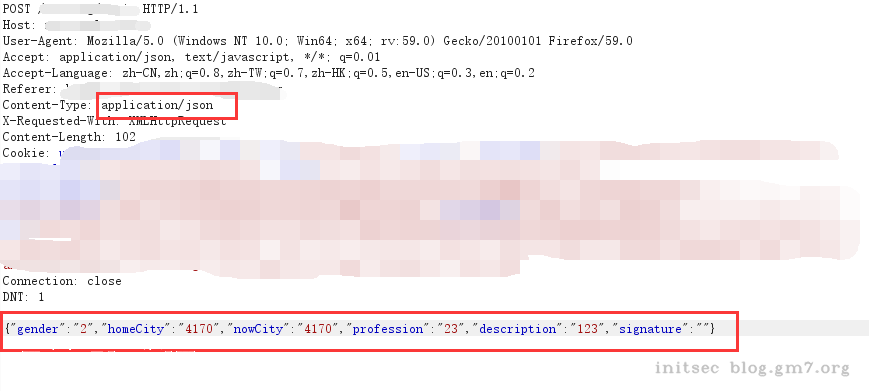 POST / HTTP/1.1
Host:
User-Agent: Mozilla/5.0 (Windows NT 10.0; Win64; x64; rv:59.0) Gecko/20100101 Firefox/59.0
Accept: application/json, text/javascript, */*; q=0.01
Accept-Language: zh-CN,zh;q=0.8,zh-TW;q=0.7,zh-HK;q=0.5,en-US;q=0.3,en;q=0.2
Referer:
Content-Type: application/json
X-Requested-With: XMLHttpRequest
Content-Length: 102
Cookie:
Connection: close
DNT: 1
{"gender":"2","homeCity":"4170","nowCity":"4170","profession":"23","description":"123","signature":""}
initsec blog.gm7.org